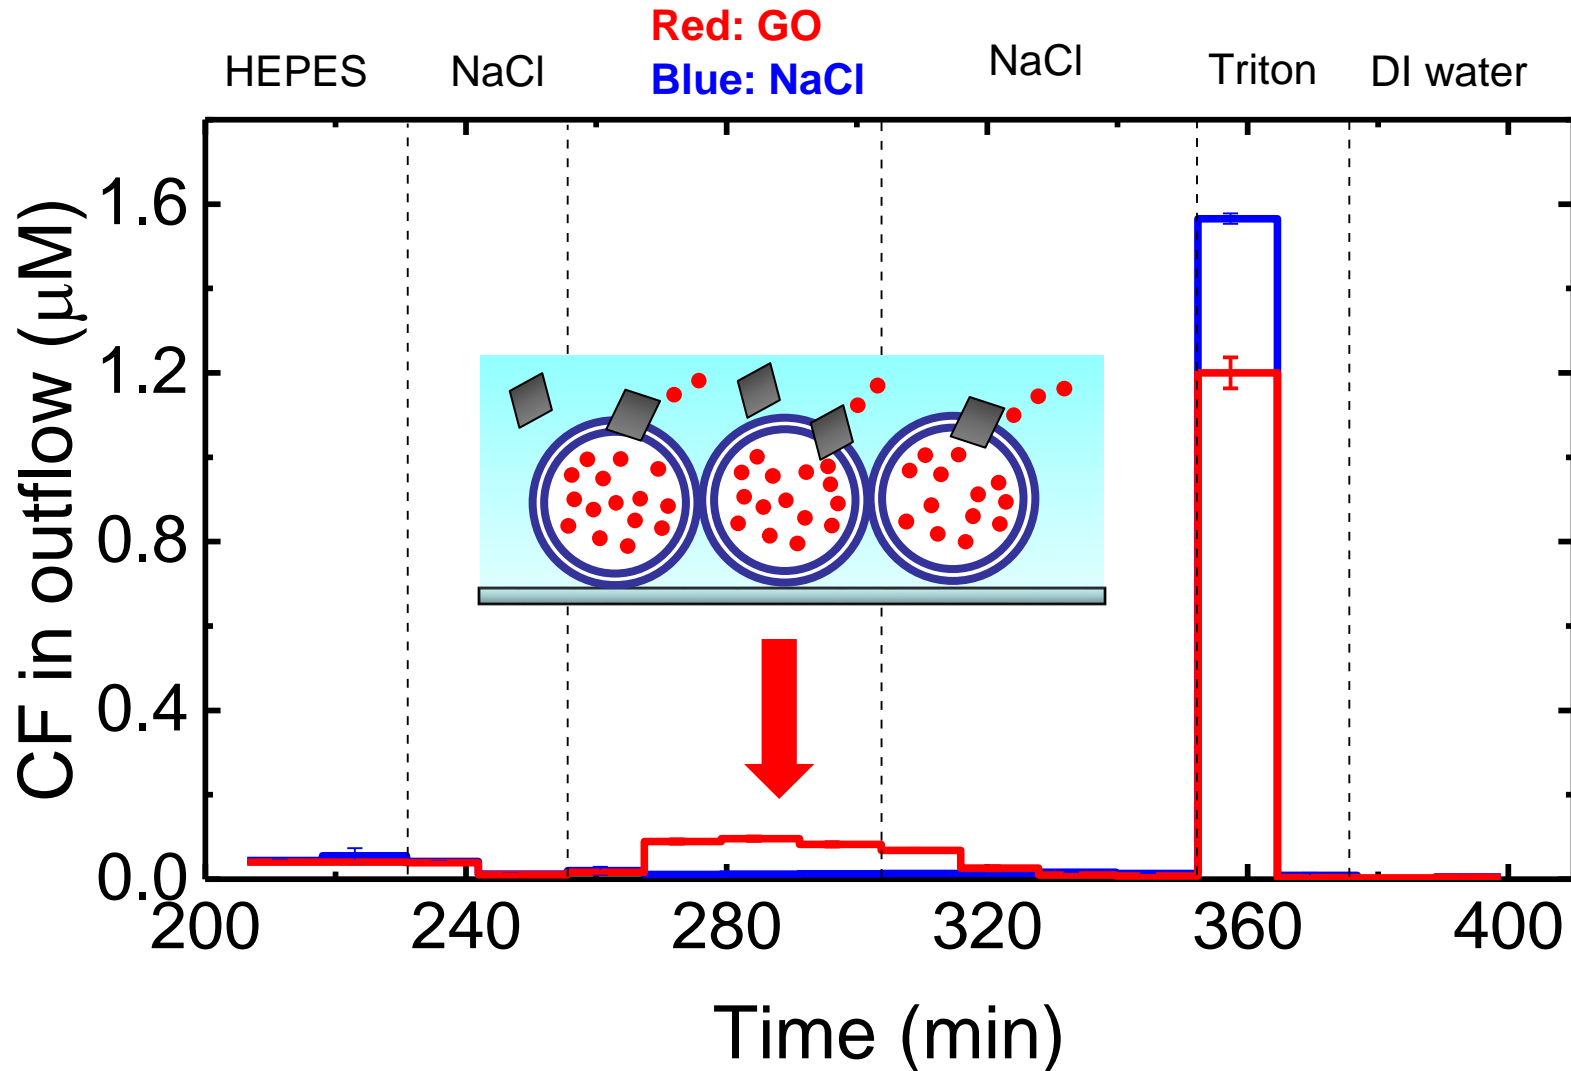 Red: GO
HEPES NaCl Blue: NaCl NaCl Triton DI water
CF in outflow (μM)
1.6
1.2
0.8
0.4
0.0
200 240 280 320 360 400
Time (min)